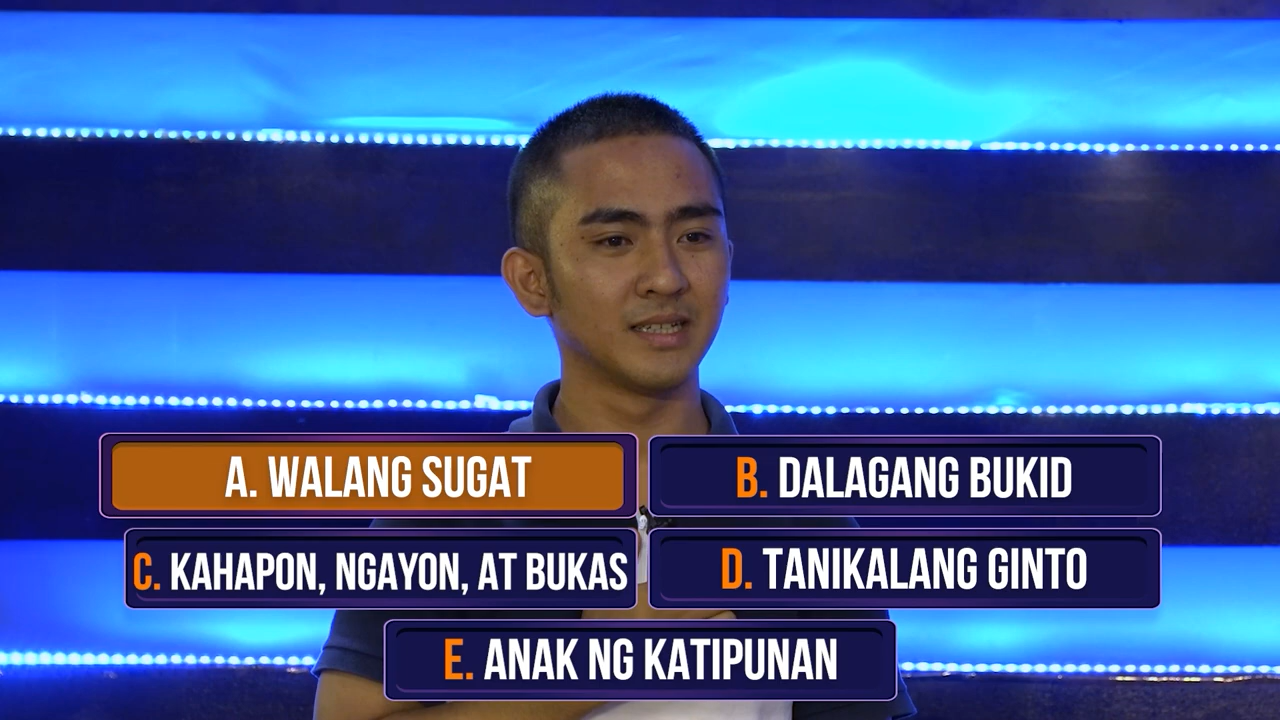 A. WALANG SUGAT
B. DALAGANG BUKID
C. KAHAPON, NGAYON, AT BUKAS
D. TANIKALANG GINTO
E. ANAK NG KATIPUNAN